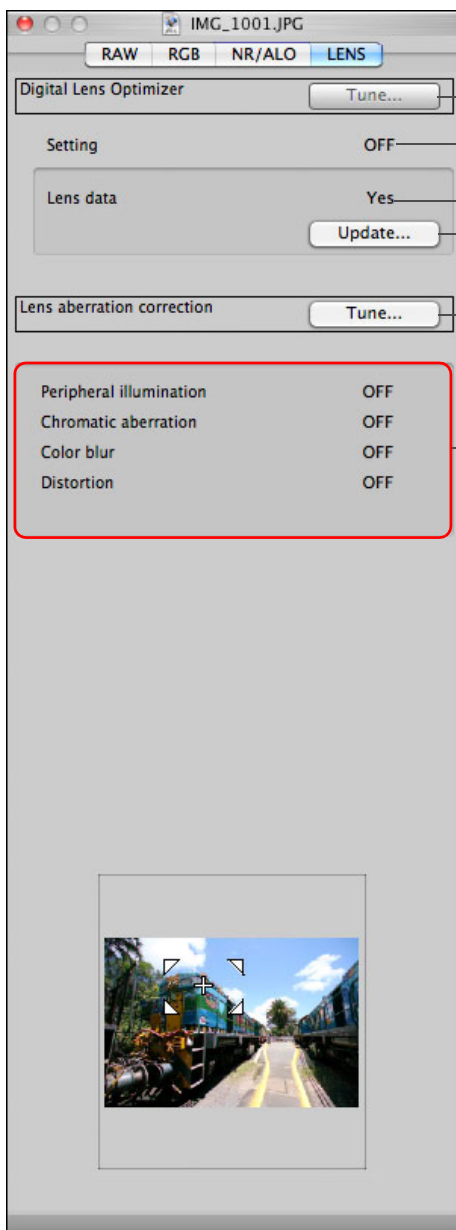 IMG_1001.JPG
RAW RGB NR/ALO LENS
Digital Lens Optimizer Tune...
Setting OFF
Lens data Yes
Update...
Lens aberration correction Tune...
Peripheral illumination OFF
Chromatic aberration OFF
Color blur OFF
Distortion OFF